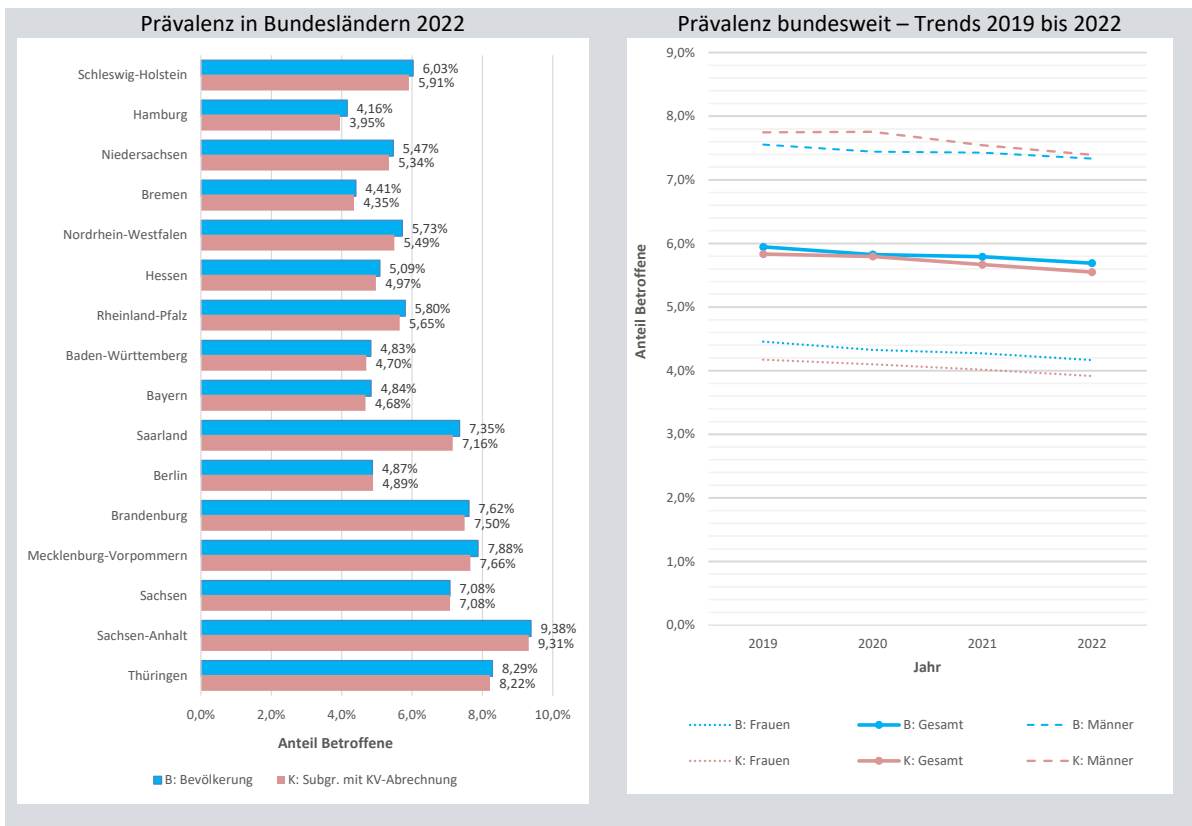 Prävalenz in Bundesländern 2022
Schleswig-Holstein
6,03%
5,91%
Hamburg
4,16%
3,95%
Niedersachsen
5,47%
5,34%
Bremen
4,41%
4,35%
Nordrhein-Westfalen
5,73%
5,49%
Hessen
5,09%
4,97%
Rheinland-Pfalz
5,80%
5,65%
Baden-Württemberg
4,83%
4,70%
Bayern
4,84%
4,68%
Saarland
7,35%
7,16%
Berlin
4,87%
4,89%
Brandenburg
7,62%
7,50%
Mecklenburg-Vorpommern
7,88%
7,66%
Sachsen
7,08%
7,08%
Sachsen-Anhalt
9,38%
9,31%
Thüringen
8,29%
8,22%
0,0% 2,0% 4,0% 6,0% 8,0% 10,0%
Anteil Betroffene
B: Bevölkerung K: Subgr. mit KV-Abrechnung
Prävalenz bundesweit – Trends 2019 bis 2022
9,0%
8,0%
7,0%
6,0%
5,0%
4,0%
3,0%
2,0%
1,0%
0,0%
Anteil Betroffene
2019 2020 2021 2022
Jahr
B: Frauen B: Gesamt B: Männer
K: Frauen K: Gesamt K: Männer